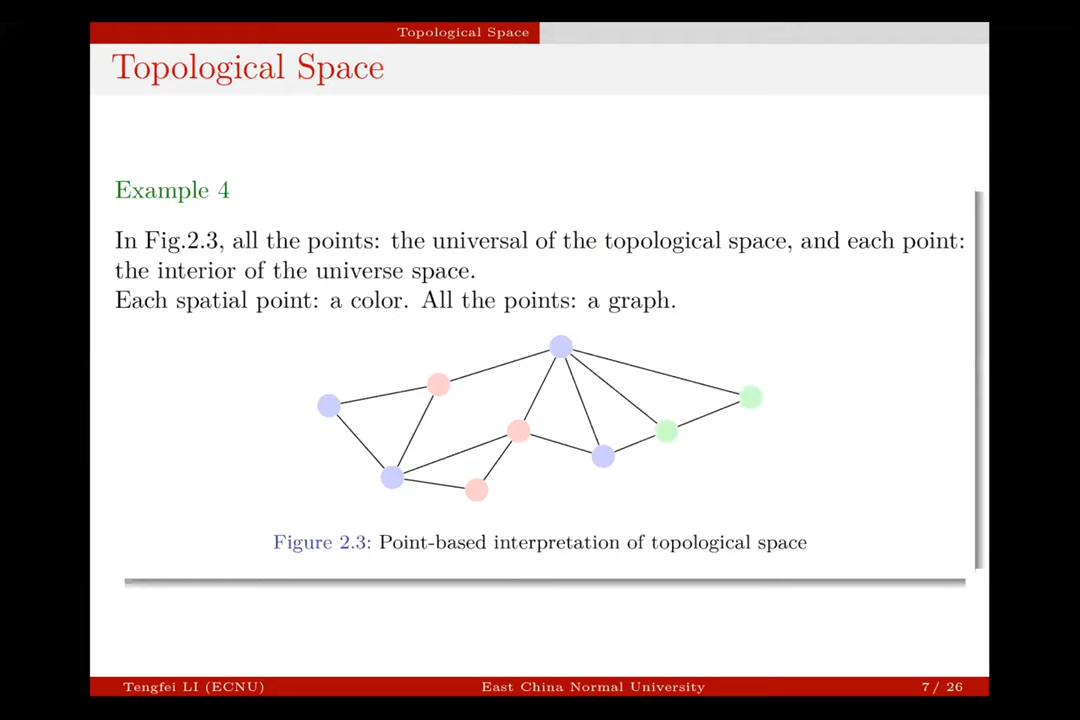 Topological Space
Topological Space
Example 4
In Fig.2.3, all the points: the universal of the topological space, and each point:
the interior of the universe space.
Each spatial point: a color. All the points: a graph.
Figure 2.3: Point-based interpretation of topological space
Tengfei LI (ECNU) East China Normal University 7 / 26